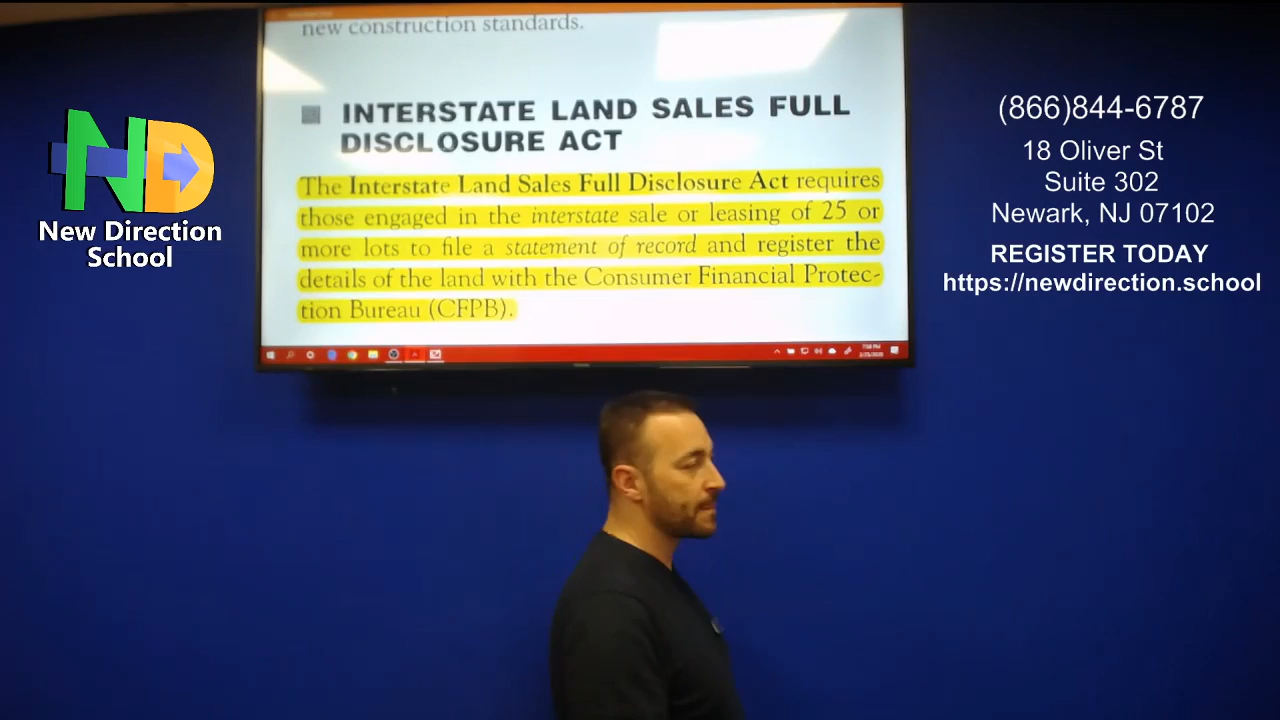 new construction standards.
INTERSTATE LAND SALES FULL
DISCLOSURE ACT
The Interstate Land Sales Full Disclosure Act requires
those engaged in the interstate sale or leasing of 25 or
more lots to file a statement of record and register the
details of the land with the Consumer Financial Protec-
tion Bureau (CFPB).
ND
New Direction
School
(866)844-6787
18 Oliver St
Suite 302
Newark, NJ 07102
REGISTER TODAY
https://newdirection.school